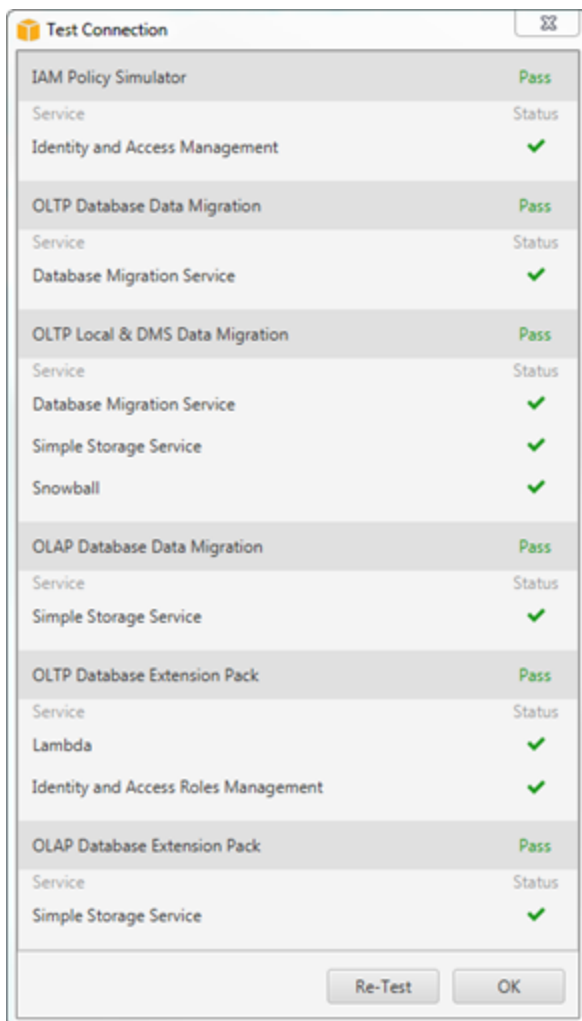 Test Connection
IAM Policy Simulator Pass
Service Status
Identity and Access Management
OLTP Database Data Migration Pass
Service Status
Database Migration Service
OLTP Local & DMS Data Migration Pass
Service Status
Database Migration Service
Simple Storage Service
Snowball
OLAP Database Data Migration Pass
Service Status
Simple Storage Service
OLTP Database Extension Pack Pass
Service Status
Lambda
Identity and Access Roles Management
OLAP Database Extension Pack Pass
Service Status
Simple Storage Service
Re-Test OK